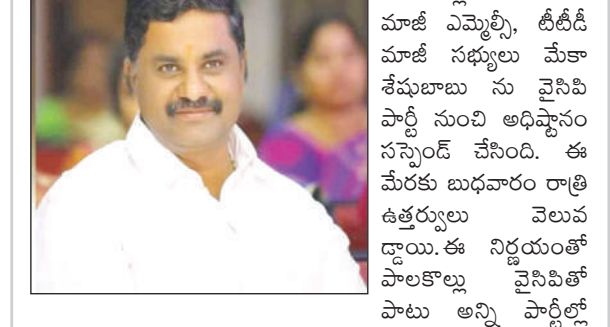 మాజీ ఎమ్మెల్సీ, టీటీడీ
మాజీ సభ్యులు మేకా
శేషుబాబు ను వైసిపి
పార్టీ నుంచి అధిష్టానం
సస్పెండ్ చేసింది. ఈ
మేరకు బుధవారం రాత్రి
ఉత్తర్వులు వెలువ
డ్డాయి.ఈ నిర్ణయంతో
పాలకొల్లు వైసిపితో
పాటు అన్ని పార్టీల్లో